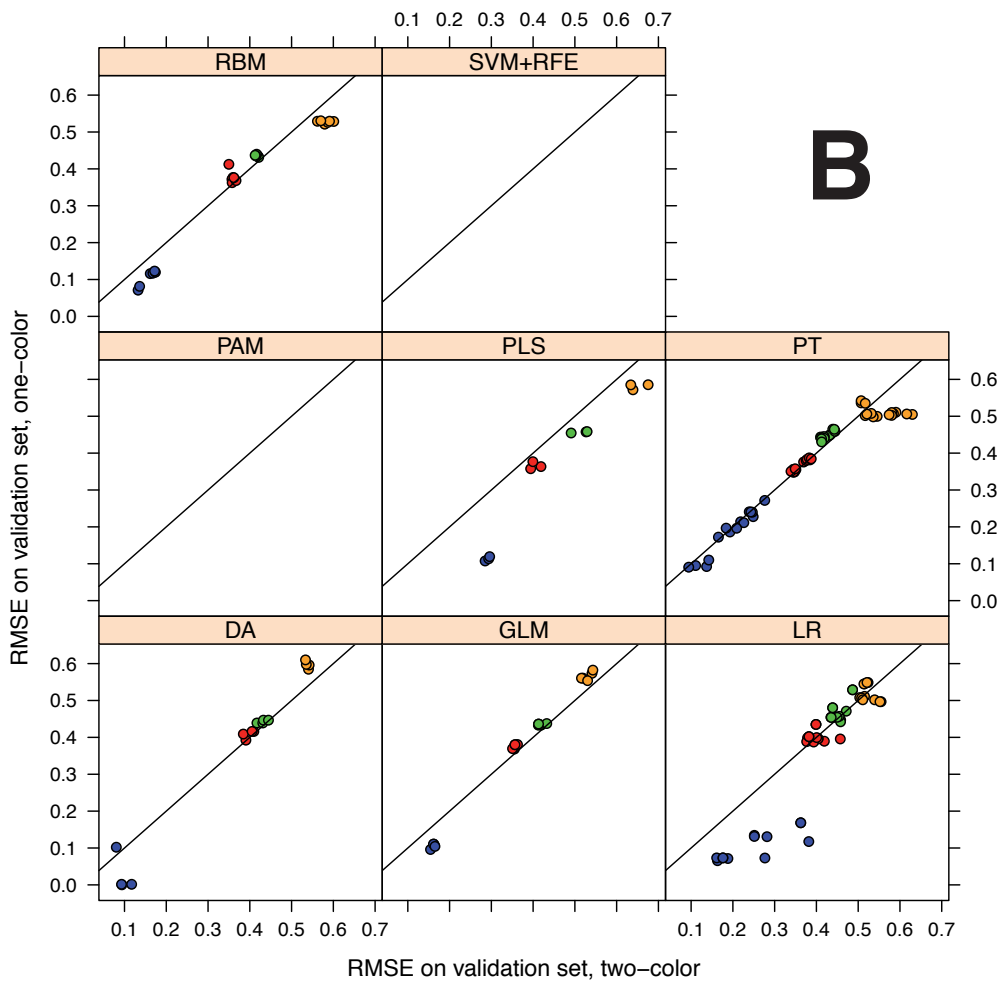 0.1 0.2 0.3 0.4 0.5 0.6 0.7
RBM SVM+RFE
0.6
0.5
0.4
0.3
0.2
0.1
0.0
B
PAM PLS PT
0.6
0.5
0.4
0.3
0.2
0.1
0.0
DA GLM LR
0.6
0.5
0.4
0.3
0.2
0.1
0.0
0.1 0.2 0.3 0.4 0.5 0.6 0.7 0.1 0.2 0.3 0.4 0.5 0.6 0.7
RMSE on validation set, one−color
RMSE on validation set, two−color